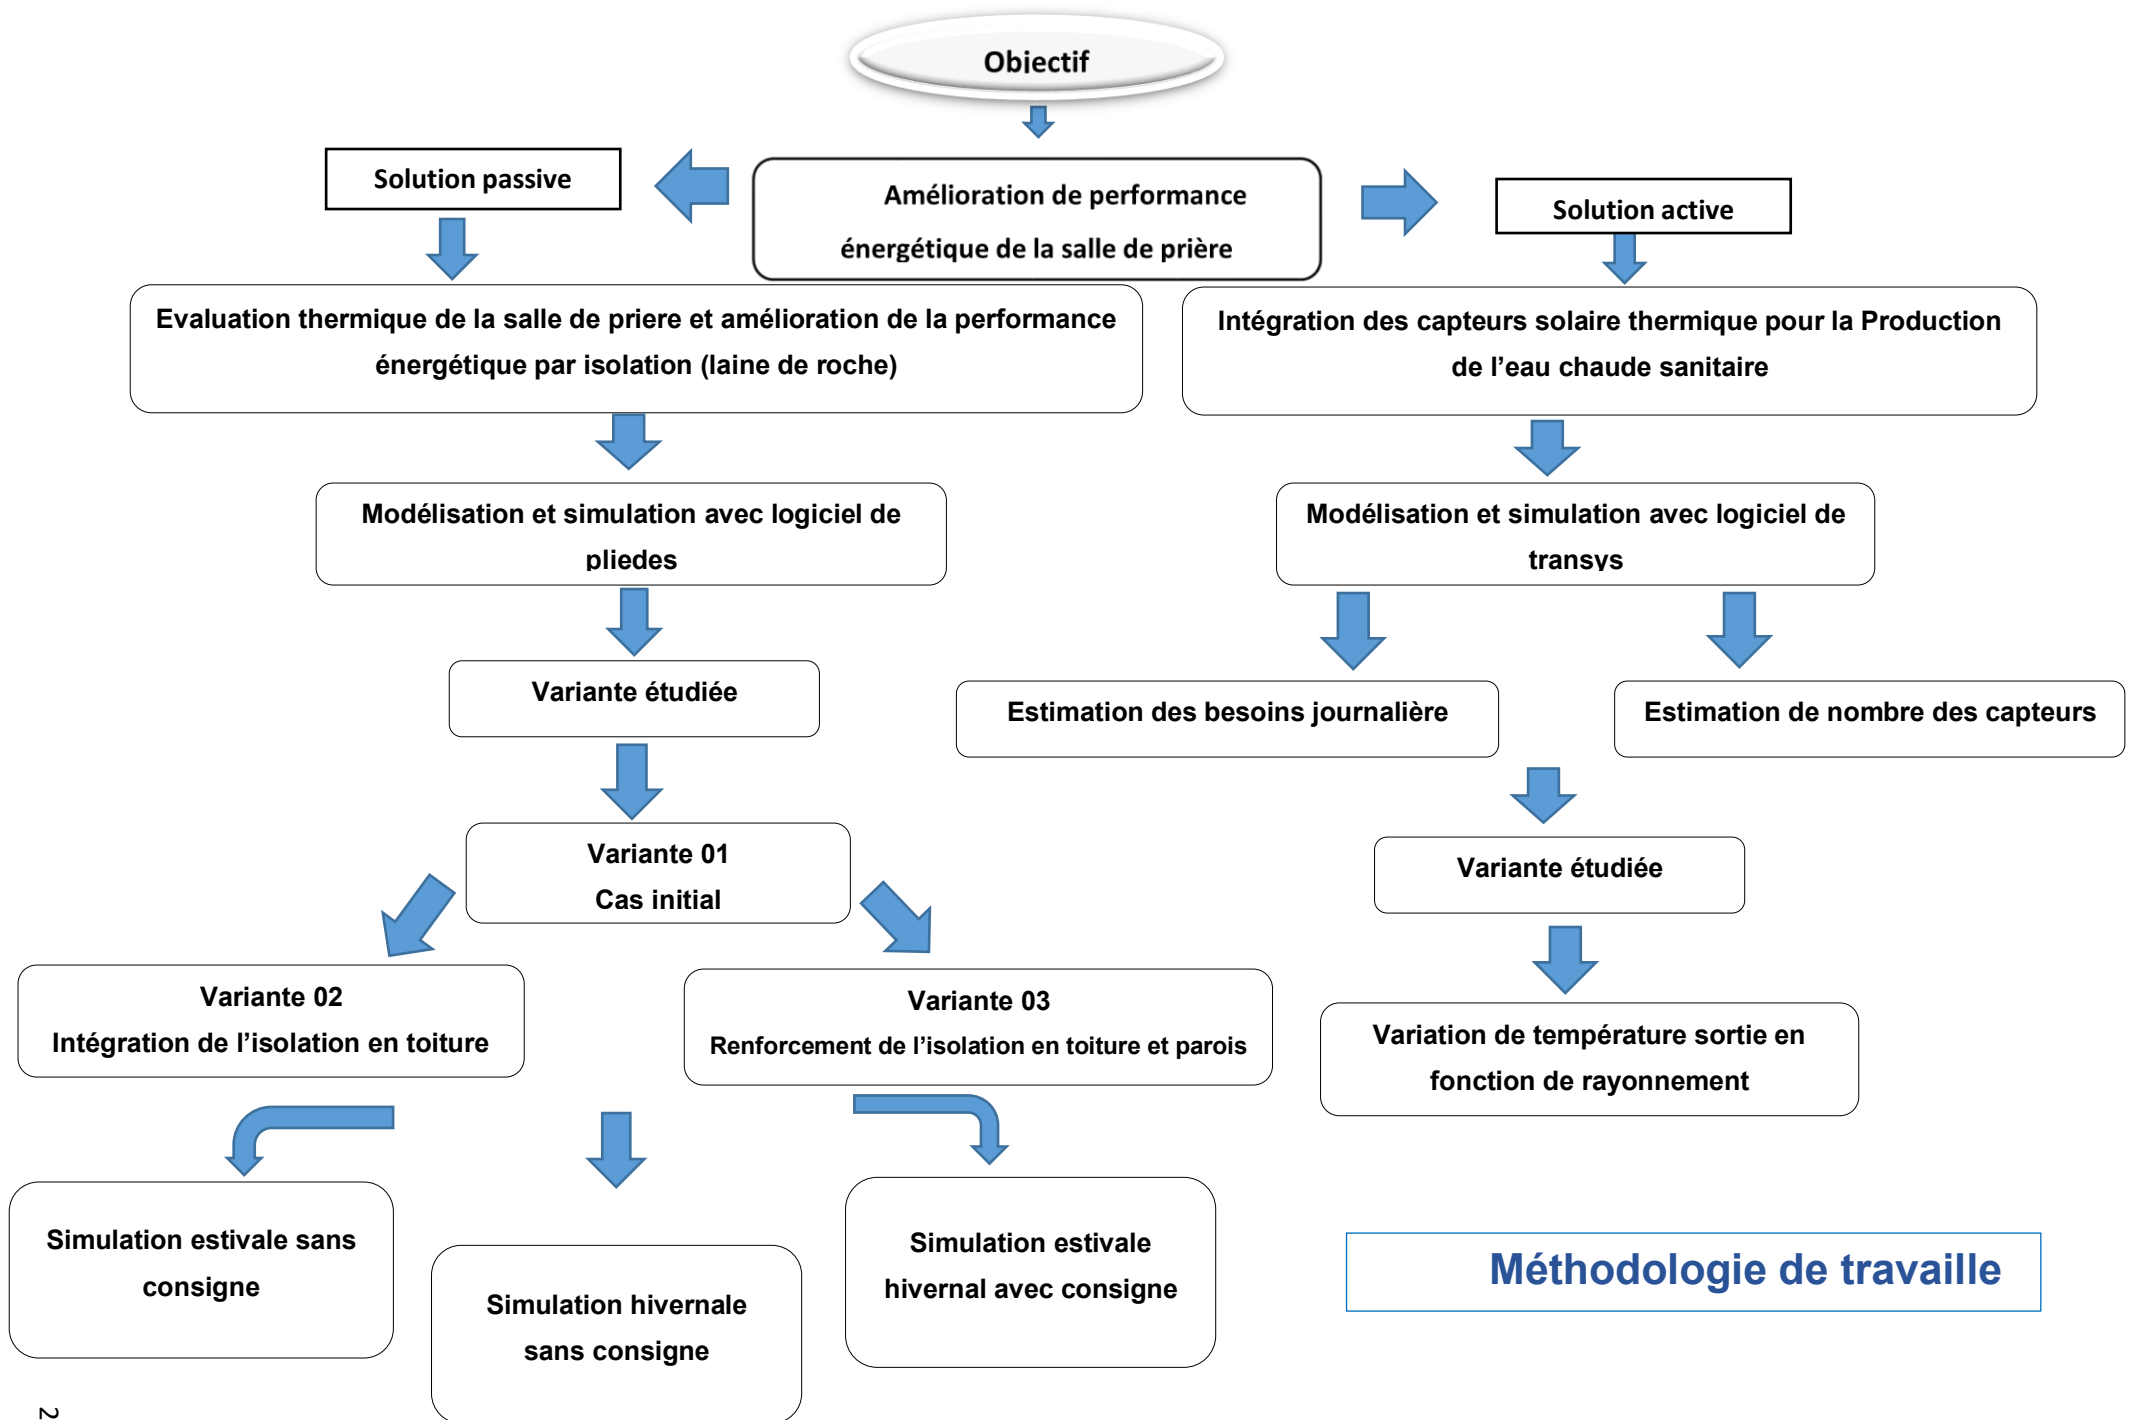 Objectif
Solution passive
Amélioration de performance
énergétique de la salle de prière
Solution active
Evaluation thermique de la salle de priere et amélioration de la performance
énergétique par isolation (laine de roche)
Intégration des capteurs solaire thermique pour la Production
de l’eau chaude sanitaire
Modélisation et simulation avec logiciel de
pliedes
Modélisation et simulation avec logiciel de
transys
Variante étudiée
Estimation des besoins journalière
Estimation de nombre des capteurs
Variante 01
Cas initial
Variante étudiée
Variante 02
Intégration de l’isolation en toiture
Variante 03
Renforcement de l’isolation en toiture et parois
Variation de température sortie en
fonction de rayonnement
Simulation estivale sans
consigne
Simulation hivernale
sans consigne
Simulation estivale
hivernal avec consigne
Méthodologie de travaille
2